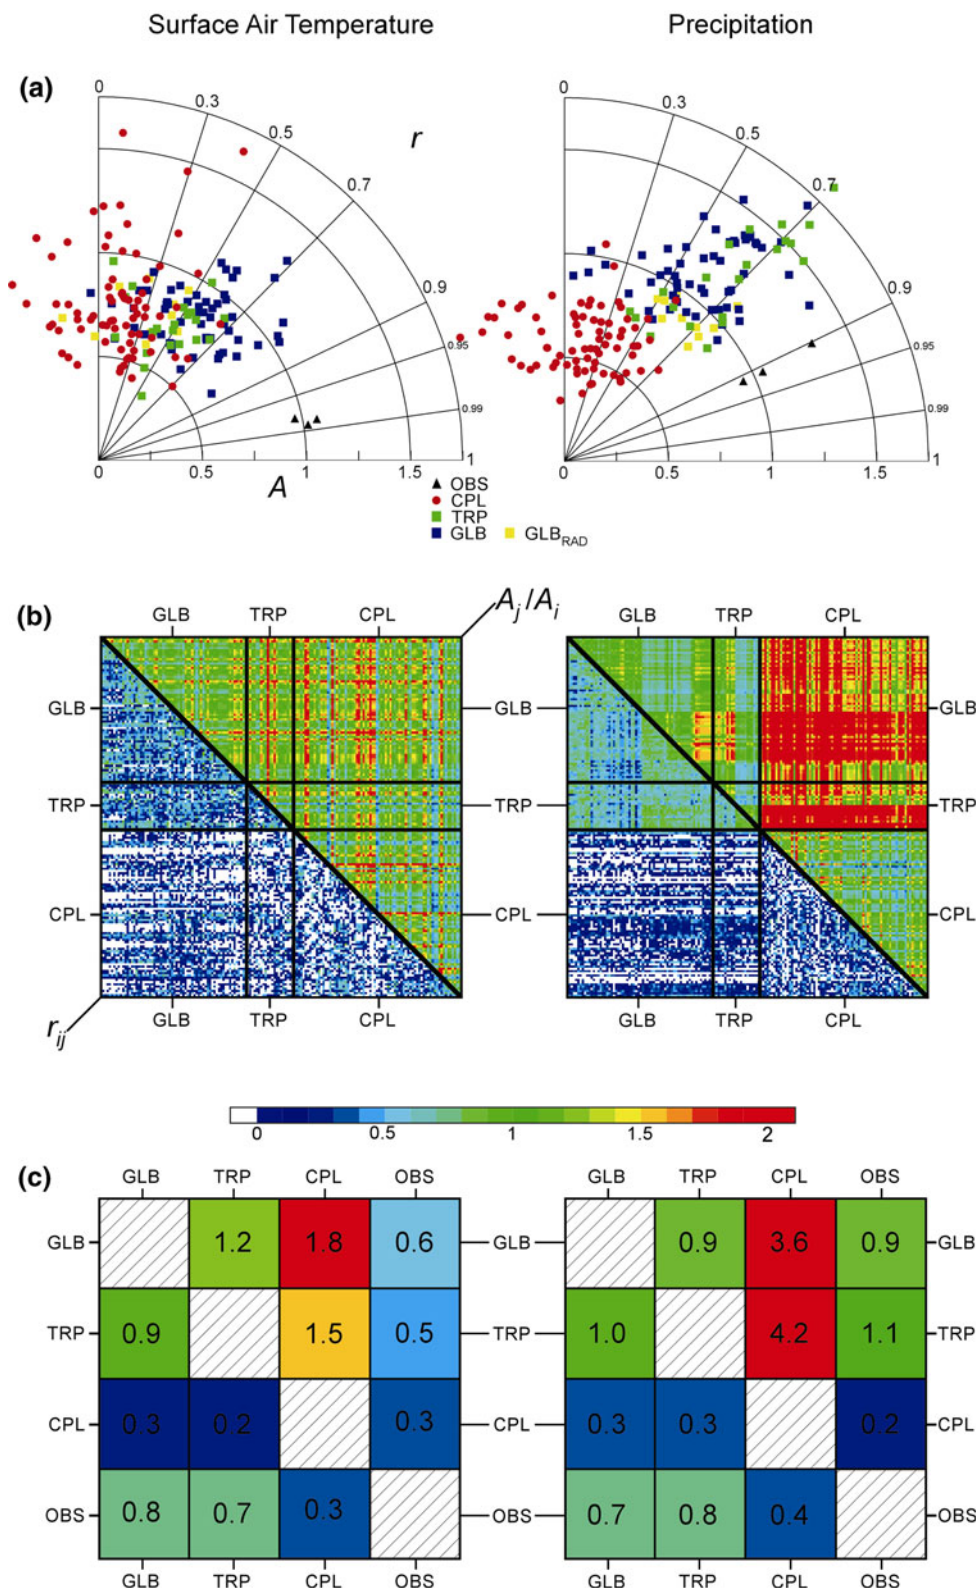 Surface Air Temperature Precipitation
(a)
0 0.3 0.5 0.7 0.9 0.95 0.99 1
r
0 0.5 1 1.5
A
0 0.3 0.5 0.7 0.9 0.95 0.99 1
0 0.5 1 1.5
OBS
CPL
TRP
GLB GLB_RAD
(b)
GLB TRP CPL
A_j/A_i
GLB TRP CPL
GLB GLB GLB
TRP TRP TRP
CPL CPL CPL
r_ij
GLB TRP CPL GLB TRP CPL
0 0.5 1 1.5 2
(c)
GLB TRP CPL OBS GLB TRP CPL OBS
GLB 1.2 1.8 0.6 GLB 0.9 3.6 0.9 GLB
TRP 0.9 1.5 0.5 TRP 1.0 4.2 1.1 TRP
CPL 0.3 0.2 0.3 CPL 0.3 0.3 0.2 CPL
OBS 0.8 0.7 0.3 OBS 0.7 0.8 0.4 OBS
GLB TRP CPL OBS GLB TRP CPL OBS